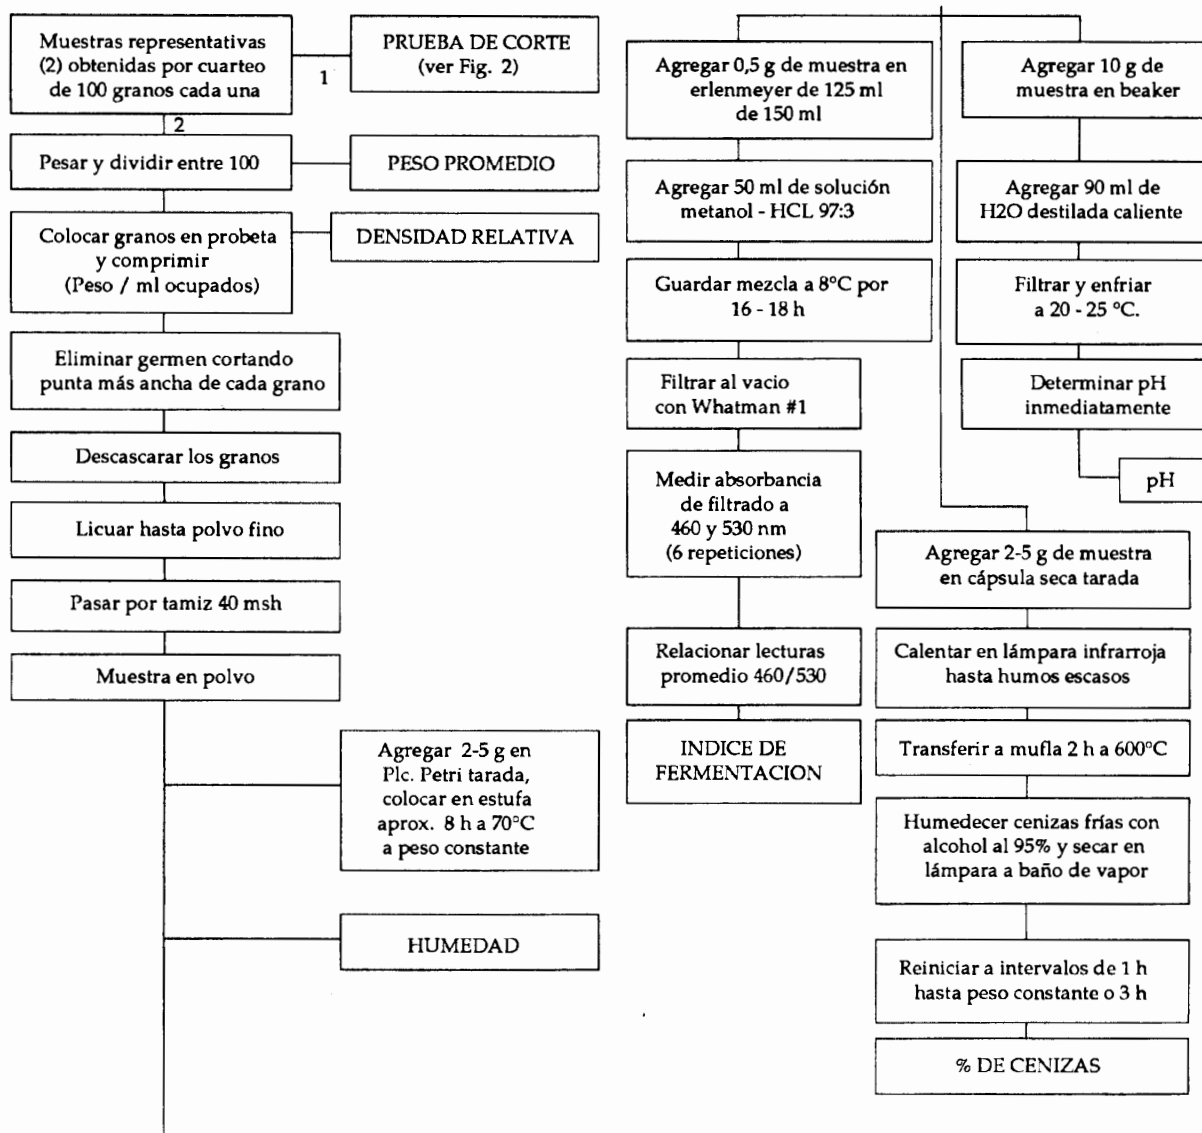 Muestras representativas
(2) obtenidas por cuarteo
de 100 granos cada una
1
PRUEBA DE CORTE
(ver Fig. 2)
2
Pesar y dividir entre 100
PESO PROMEDIO
Colocar granos en probeta
y comprimir
(Peso / ml ocupados)
DENSIDAD RELATIVA
Eliminar germen cortando
punta más ancha de cada grano
Descascarar los granos
Licuar hasta polvo fino
Pasar por tamiz 40 msh
Muestra en polvo
Agregar 2-5 g en
Plc. Petri tarada,
colocar en estufa
aprox. 8 h a 70°C
a peso constante
HUMEDAD
Agregar 0,5 g de muestra en
erlenmeyer de 125 ml
de 150 ml
Agregar 50 ml de solución
metanol - HCL 97:3
Guardar mezcla a 8°C por
16 - 18 h
Filtrar al vacio
con Whatman #1
Medir absorbancia
de filtrado a
460 y 530 nm
(6 repeticiones)
Relacionar lecturas
promedio 460/530
INDICE DE
FERMENTACION
Agregar 10 g de
muestra en beaker
Agregar 90 ml de
H2O destilada caliente
Filtrar y enfriar
a 20 - 25 °C.
Determinar pH
inmediatamente
pH
Agregar 2-5 g de muestra
en cápsula seca tarada
Calentar en lámpara infrarroja
hasta humos escasos
Transferir a mufla 2 h a 600°C
Humedecer cenizas frías con
alcohol al 95% y secar en
lámpara a baño de vapor
Reiniciar a intervalos de 1 h
hasta peso constante o 3 h
% DE CENIZAS